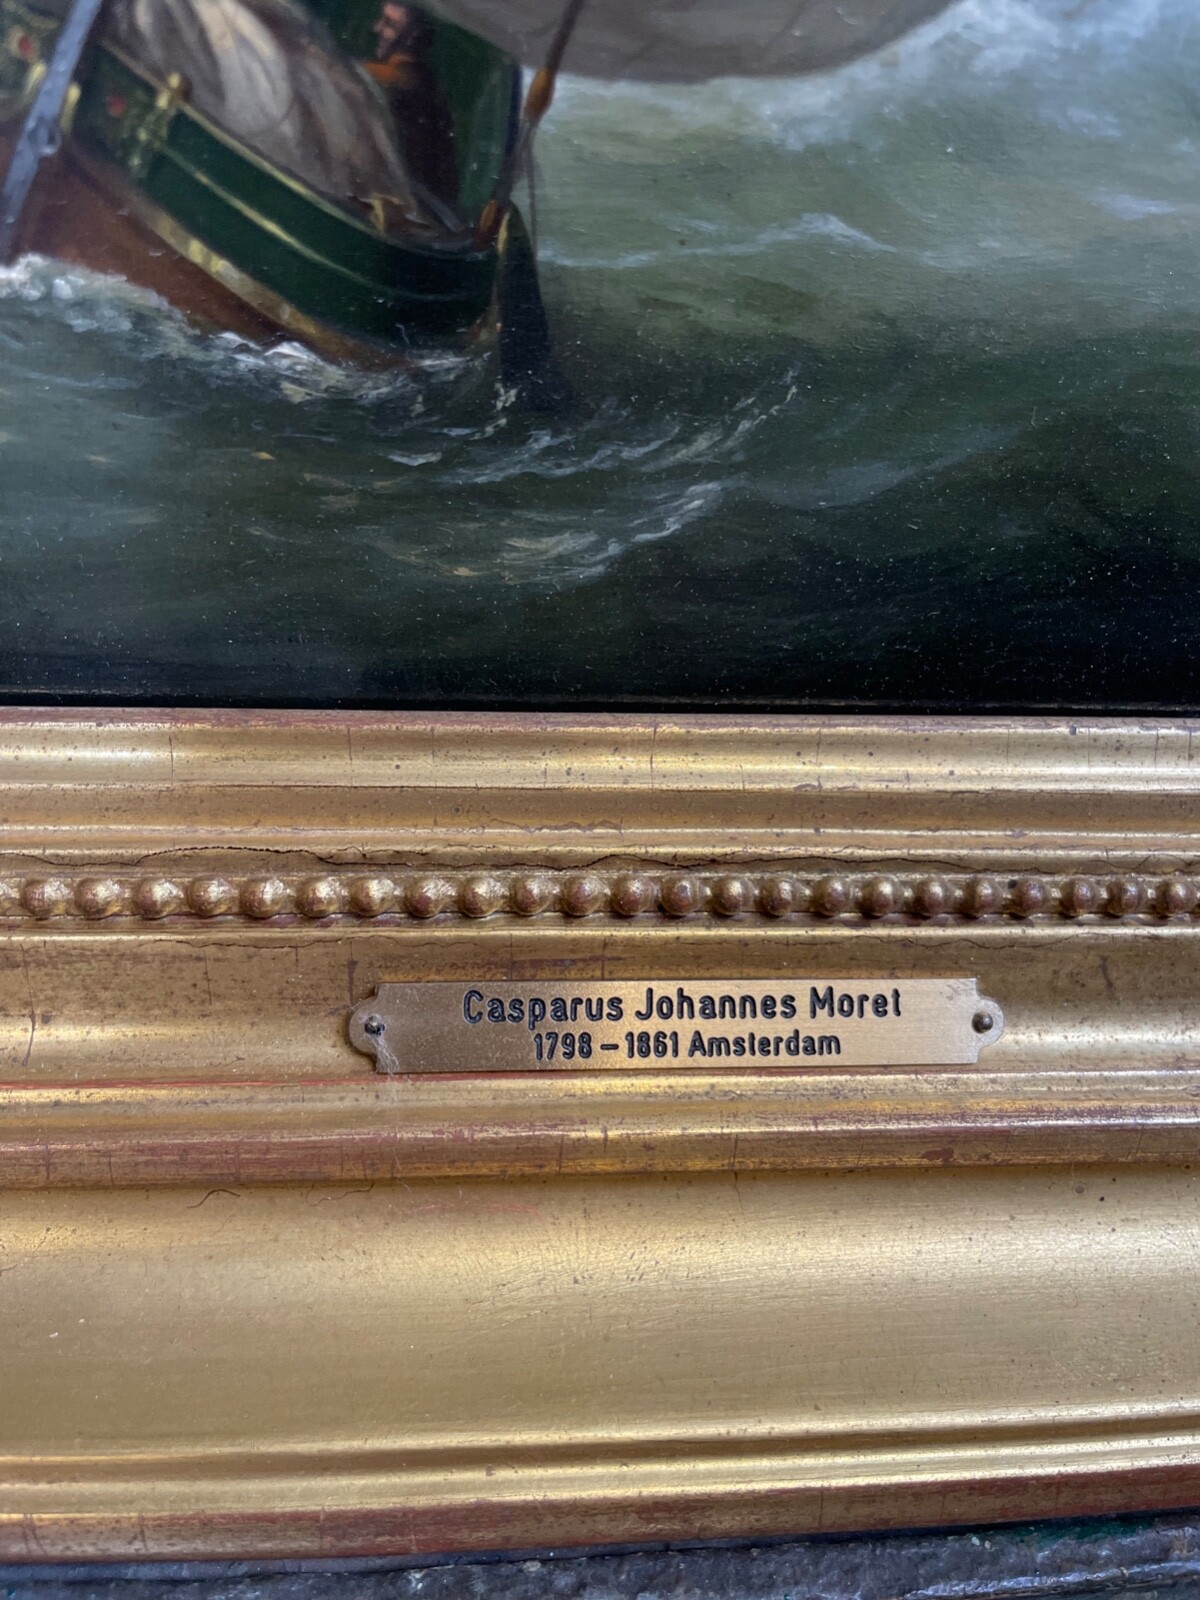 Casparus Johannes Moret
1798 – 1861 Amsterdam